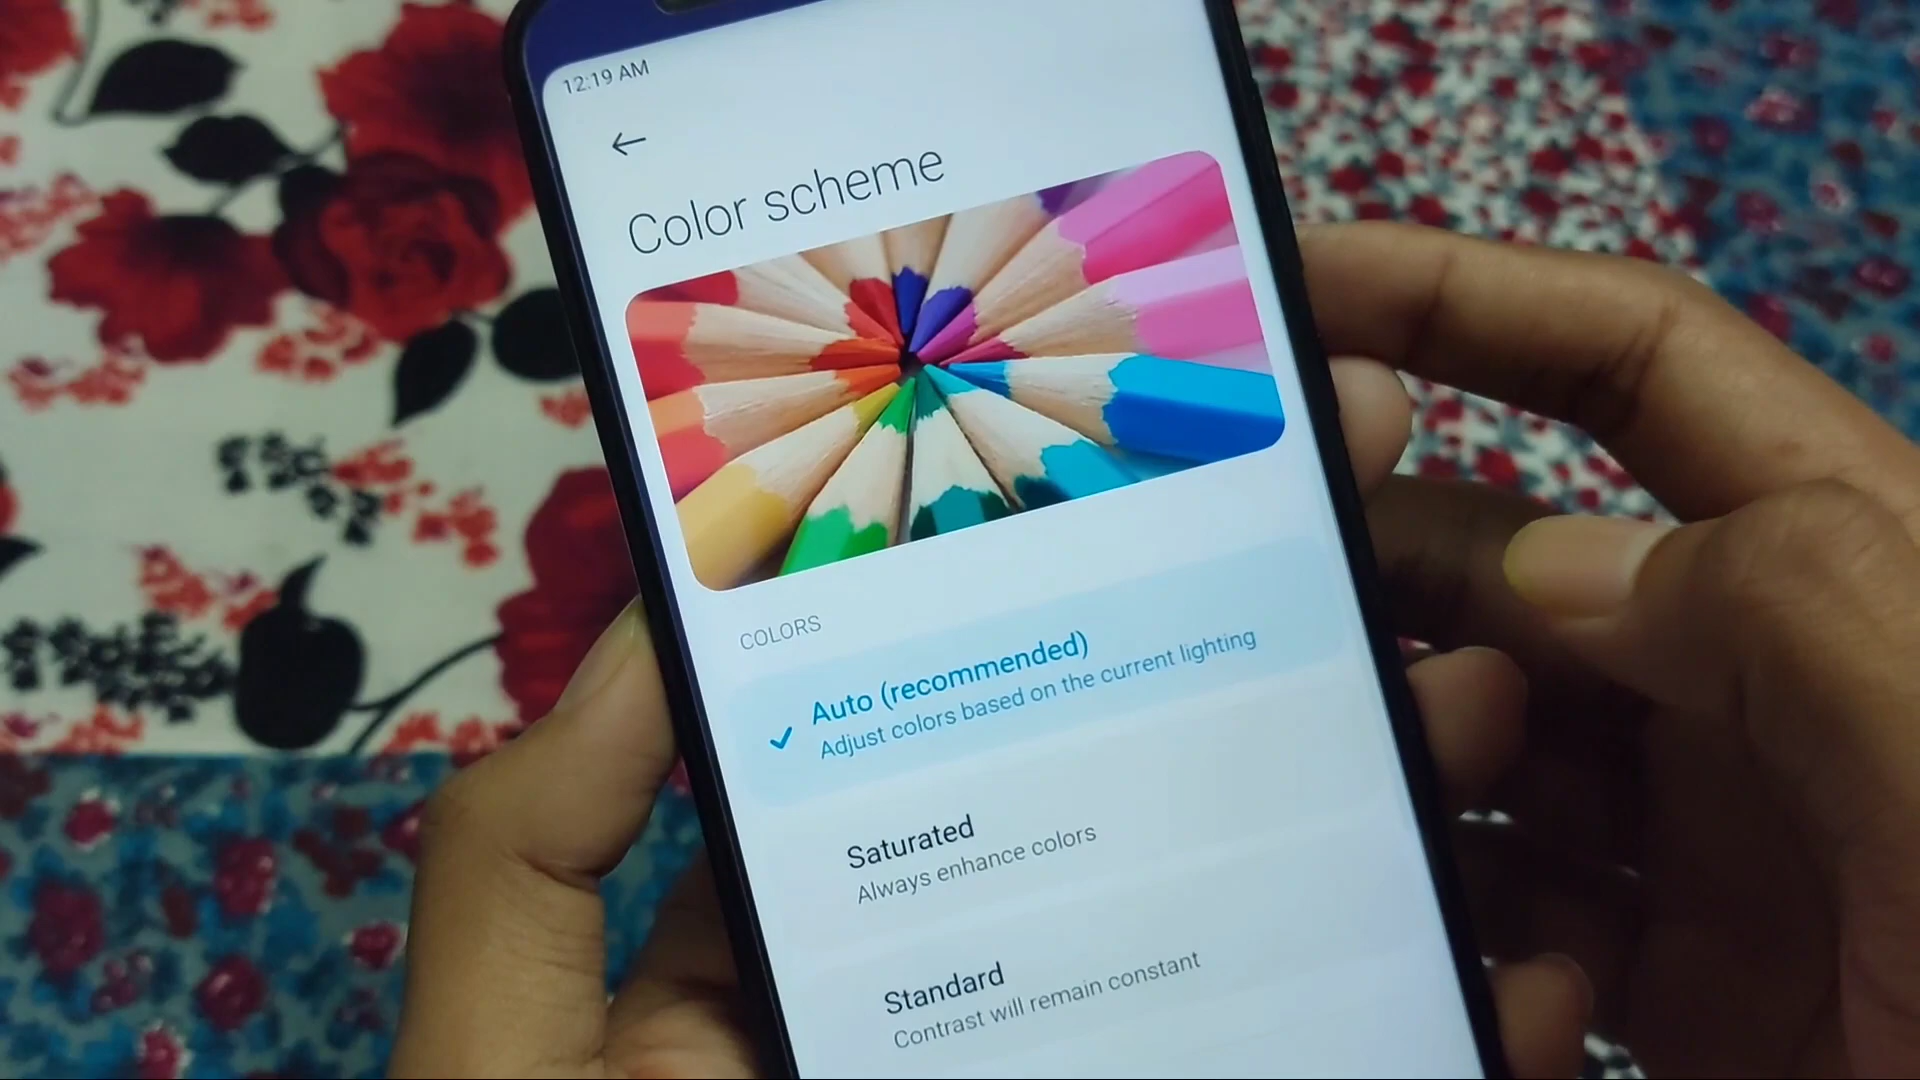 12:19 AM
Color scheme
COLORS
Auto (recommended)
Adjust colors based on the current lighting
Saturated
Always enhance colors
Standard
Contrast will remain constant